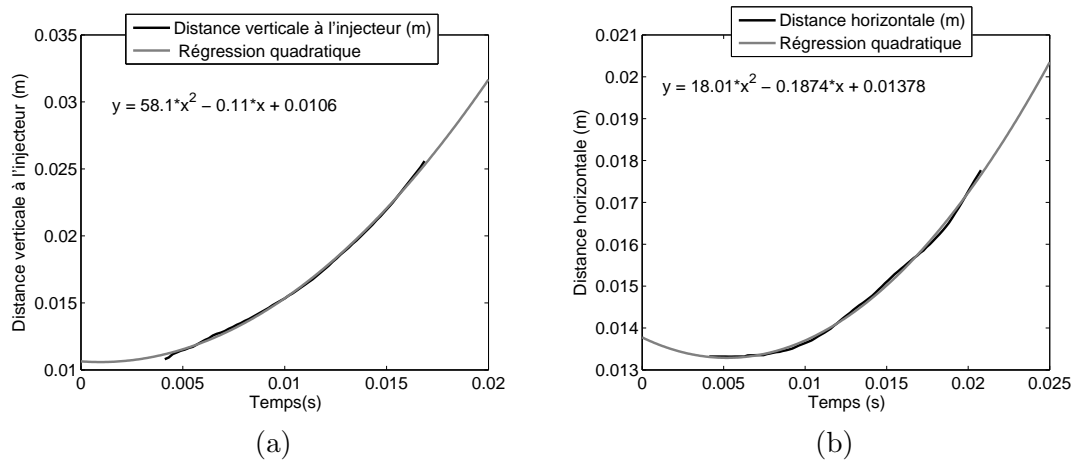 Distance verticale à l'injecteur (m)
Régression quadratique
y = 58.1*x² − 0.11*x + 0.0106
0.035
0.03
0.025
0.02
0.015
0.01
0
0.005
0.01
0.015
0.02
Distance verticale à l'injecteur (m)
Temps(s)
(a)
Distance horizontale (m)
Régression quadratique
y = 18.01*x² − 0.1874*x + 0.01378
0.021
0.02
0.019
0.018
0.017
0.016
0.015
0.014
0.013
0
0.005
0.01
0.015
0.02
0.025
Distance horizontale (m)
Temps (s)
(b)